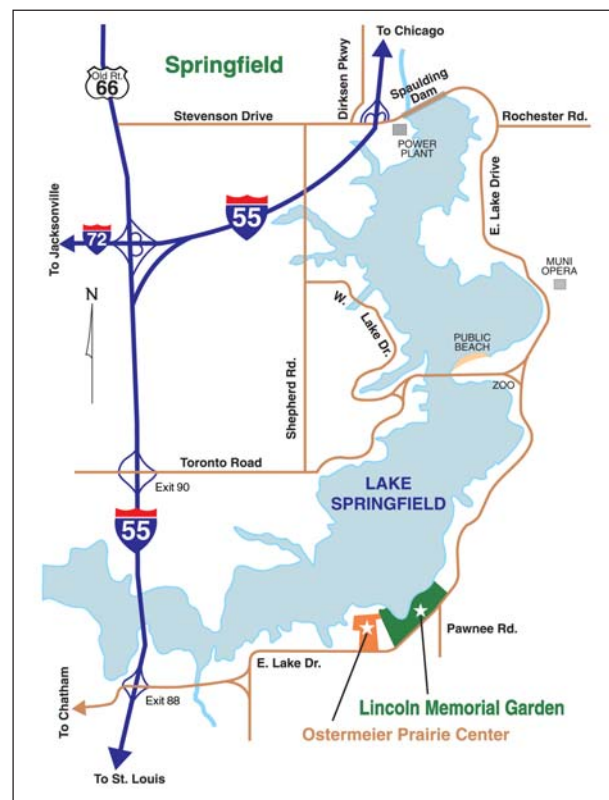 To Chicago
Old Rt.
66
Springfield
Dirksen Pkwy
Spaulding
Dam
Stevenson Drive
Rochester Rd.
POWER
PLANT
E. Lake Drive
55
72
To Jacksonville
MUNI
OPERA
N
W.
Lake Dr.
PUBLIC
BEACH
Shepherd Rd.
ZOO
Toronto Road
Exit 90
LAKE
SPRINGFIELD
55
Pawnee Rd.
E. Lake Dr.
To Chatham
Exit 88
Lincoln Memorial Garden
Ostermeier Prairie Center
To St. Louis